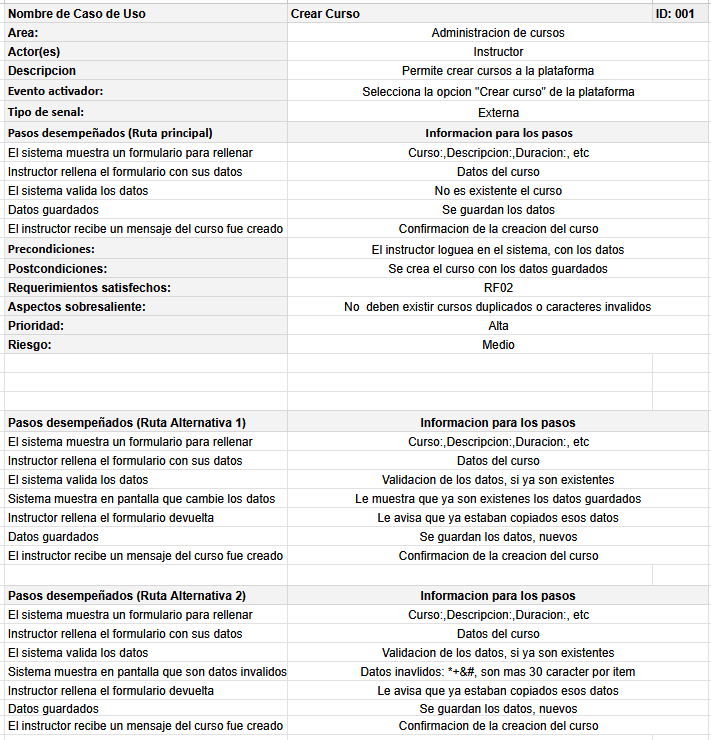 Nombre de Caso de Uso Crear Curso ID: 001
Area: Administracion de cursos
Actor(es) Instructor
Descripcion Permite crear cursos a la plataforma
Evento activador: Selecciona la opcion "Crear curso" de la plataforma
Tipo de senal: Externa
Pasos desempeñados (Ruta principal) Informacion para los pasos
El sistema muestra un formulario para rellenar Curso:,Descripcion:,Duracion:, etc
Instructor rellena el formulario con sus datos Datos del curso
El sistema valida los datos No es existente el curso
Datos guardados Se guardan los datos
El instructor recibe un mensaje del curso fue creado Confirmacion de la creacion del curso
Precondiciones: El instructor loguea en el sistema, con los datos
Postcondiciones: Se crea el curso con los datos guardados
Requerimientos satisfechos: RF02
Aspectos sobresaliente: No deben existir cursos duplicados o caracteres invalidos
Prioridad: Alta
Riesgo: Medio
Pasos desempeñados (Ruta Alternativa 1) Informacion para los pasos
El sistema muestra un formulario para rellenar Curso:,Descripcion:,Duracion:, etc
Instructor rellena el formulario con sus datos Datos del curso
El sistema valida los datos Validacion de los datos, si ya son existentes
Sistema muestra en pantalla que cambie los datos Le muestra que ya son existenes los datos guardados
Instructor rellena el formulario devuelta Le avisa que ya estaban copiados esos datos
Datos guardados Se guardan los datos, nuevos
El instructor recibe un mensaje del curso fue creado Confirmacion de la creacion del curso
Pasos desempeñados (Ruta Alternativa 2) Informacion para los pasos
El sistema muestra un formulario para rellenar Curso:,Descripcion:,Duracion:, etc
Instructor rellena el formulario con sus datos Datos del curso
El sistema valida los datos Validacion de los datos, si ya son existentes
Sistema muestra en pantalla que son datos invalidos Datos inavlidos: *+&#, son mas 30 caracter por item
Instructor rellena el formulario devuelta Le avisa que ya estaban copiados esos datos
Datos guardados Se guardan los datos, nuevos
El instructor recibe un mensaje del curso fue creado Confirmacion de la creacion del curso